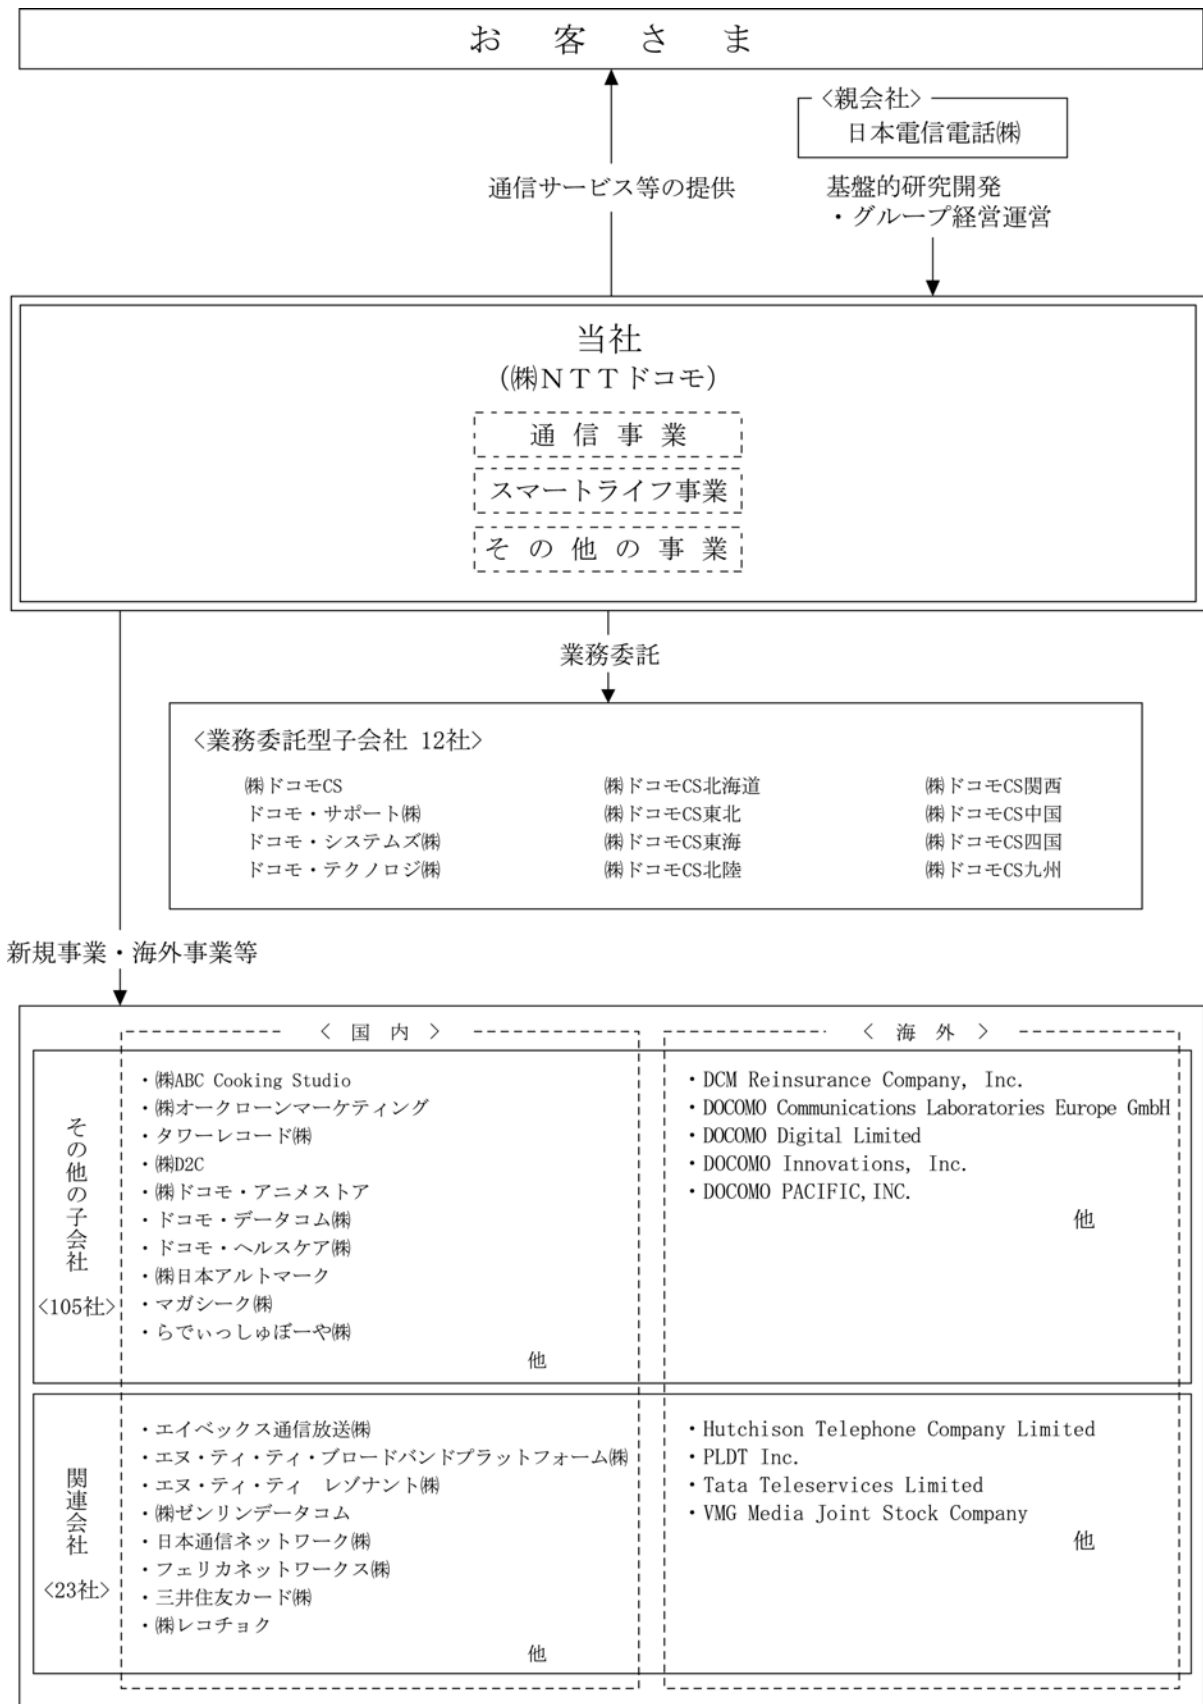 お客さま
<親会社>
日本電信電話㈱
通信サービス等の提供
基盤的研究開発
・グループ経営運営
当社
(㈱ＮＴＴドコモ)
通信事業
スマートライフ事業
その他の事業
業務委託
<業務委託型子会社 12社>
㈱ドコモCS
ドコモ・サポート㈱
ドコモ・システムズ㈱
ドコモ・テクノロジ㈱
㈱ドコモCS北海道
㈱ドコモCS東北
㈱ドコモCS東海
㈱ドコモCS北陸
㈱ドコモCS関西
㈱ドコモCS中国
㈱ドコモCS四国
㈱ドコモCS九州
新規事業・海外事業等
<国内>
<海外>
その他の子会社
<105社>
・㈱ABC Cooking Studio
・㈱オークローンマーケティング
・タワーレコード㈱
・㈱D2C
・㈱ドコモ・アニメストア
・ドコモ・データコム㈱
・ドコモ・ヘルスケア㈱
・㈱日本アルトマーク
・マガシーク㈱
・らでぃっしゅぼーや㈱
他
・DCM Reinsurance Company, Inc.
・DOCOMO Communications Laboratories Europe GmbH
・DOCOMO Digital Limited
・DOCOMO Innovations, Inc.
・DOCOMO PACIFIC,INC.
他
関連会社
<23社>
・エイベックス通信放送㈱
・エヌ・ティ・ティ・ブロードバンドプラットフォーム㈱
・エヌ・ティ・ティ レゾナント㈱
・㈱ゼンリンデータコム
・日本通信ネットワーク㈱
・フェリカネットワークス㈱
・三井住友カード㈱
・㈱レコチョク
他
・Hutchison Telephone Company Limited
・PLDT Inc.
・Tata Teleservices Limited
・VMG Media Joint Stock Company
他